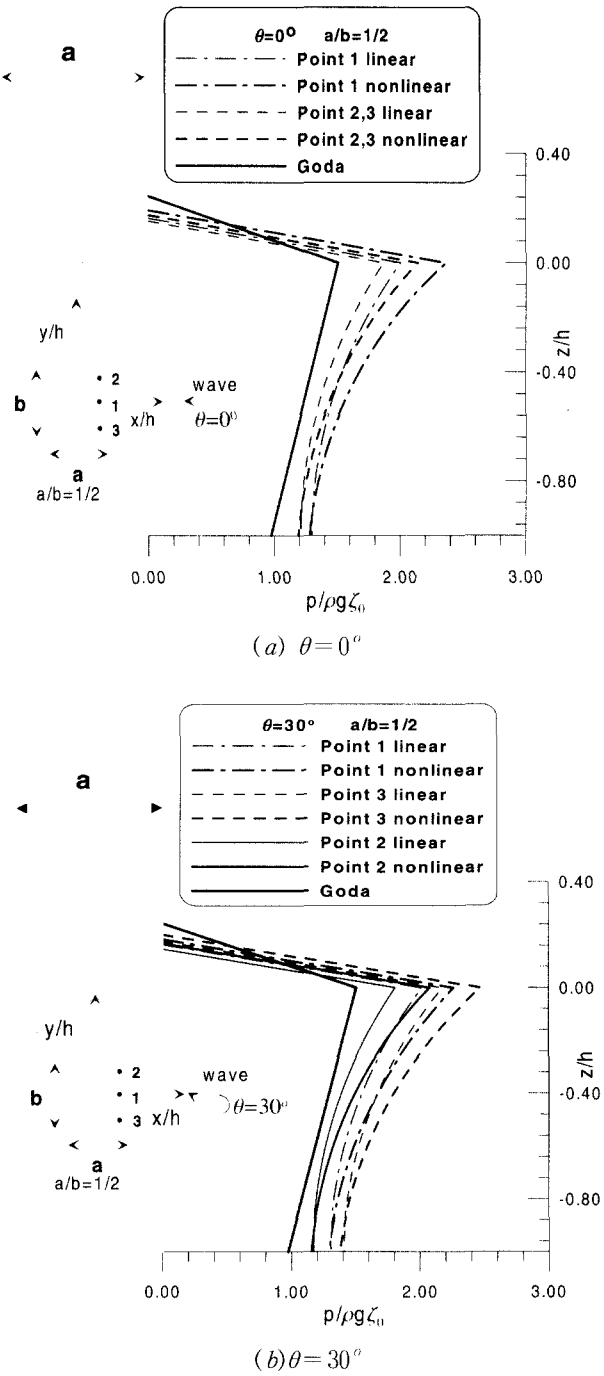 θ=0° a/b=1/2
Point 1 linear
Point 1 nonlinear
Point 2,3 linear
Point 2,3 nonlinear
Goda
a
0.40
0.00
-0.40
-0.80
z/h
y/h
2
1
3
b
x/h
wave
θ=0°
a
a/b=1/2
0.00 1.00 2.00 3.00
p/ρgζ₀
(a) θ=0°
θ=30° a/b=1/2
Point 1 linear
Point 1 nonlinear
Point 3 linear
Point 3 nonlinear
Point 2 linear
Point 2 nonlinear
Goda
a
0.40
0.00
-0.40
-0.80
z/h
y/h
2
1
3
b
x/h
wave
θ=30°
a
a/b=1/2
0.00 1.00 2.00 3.00
p/ρgζ₀
(b) θ=30°